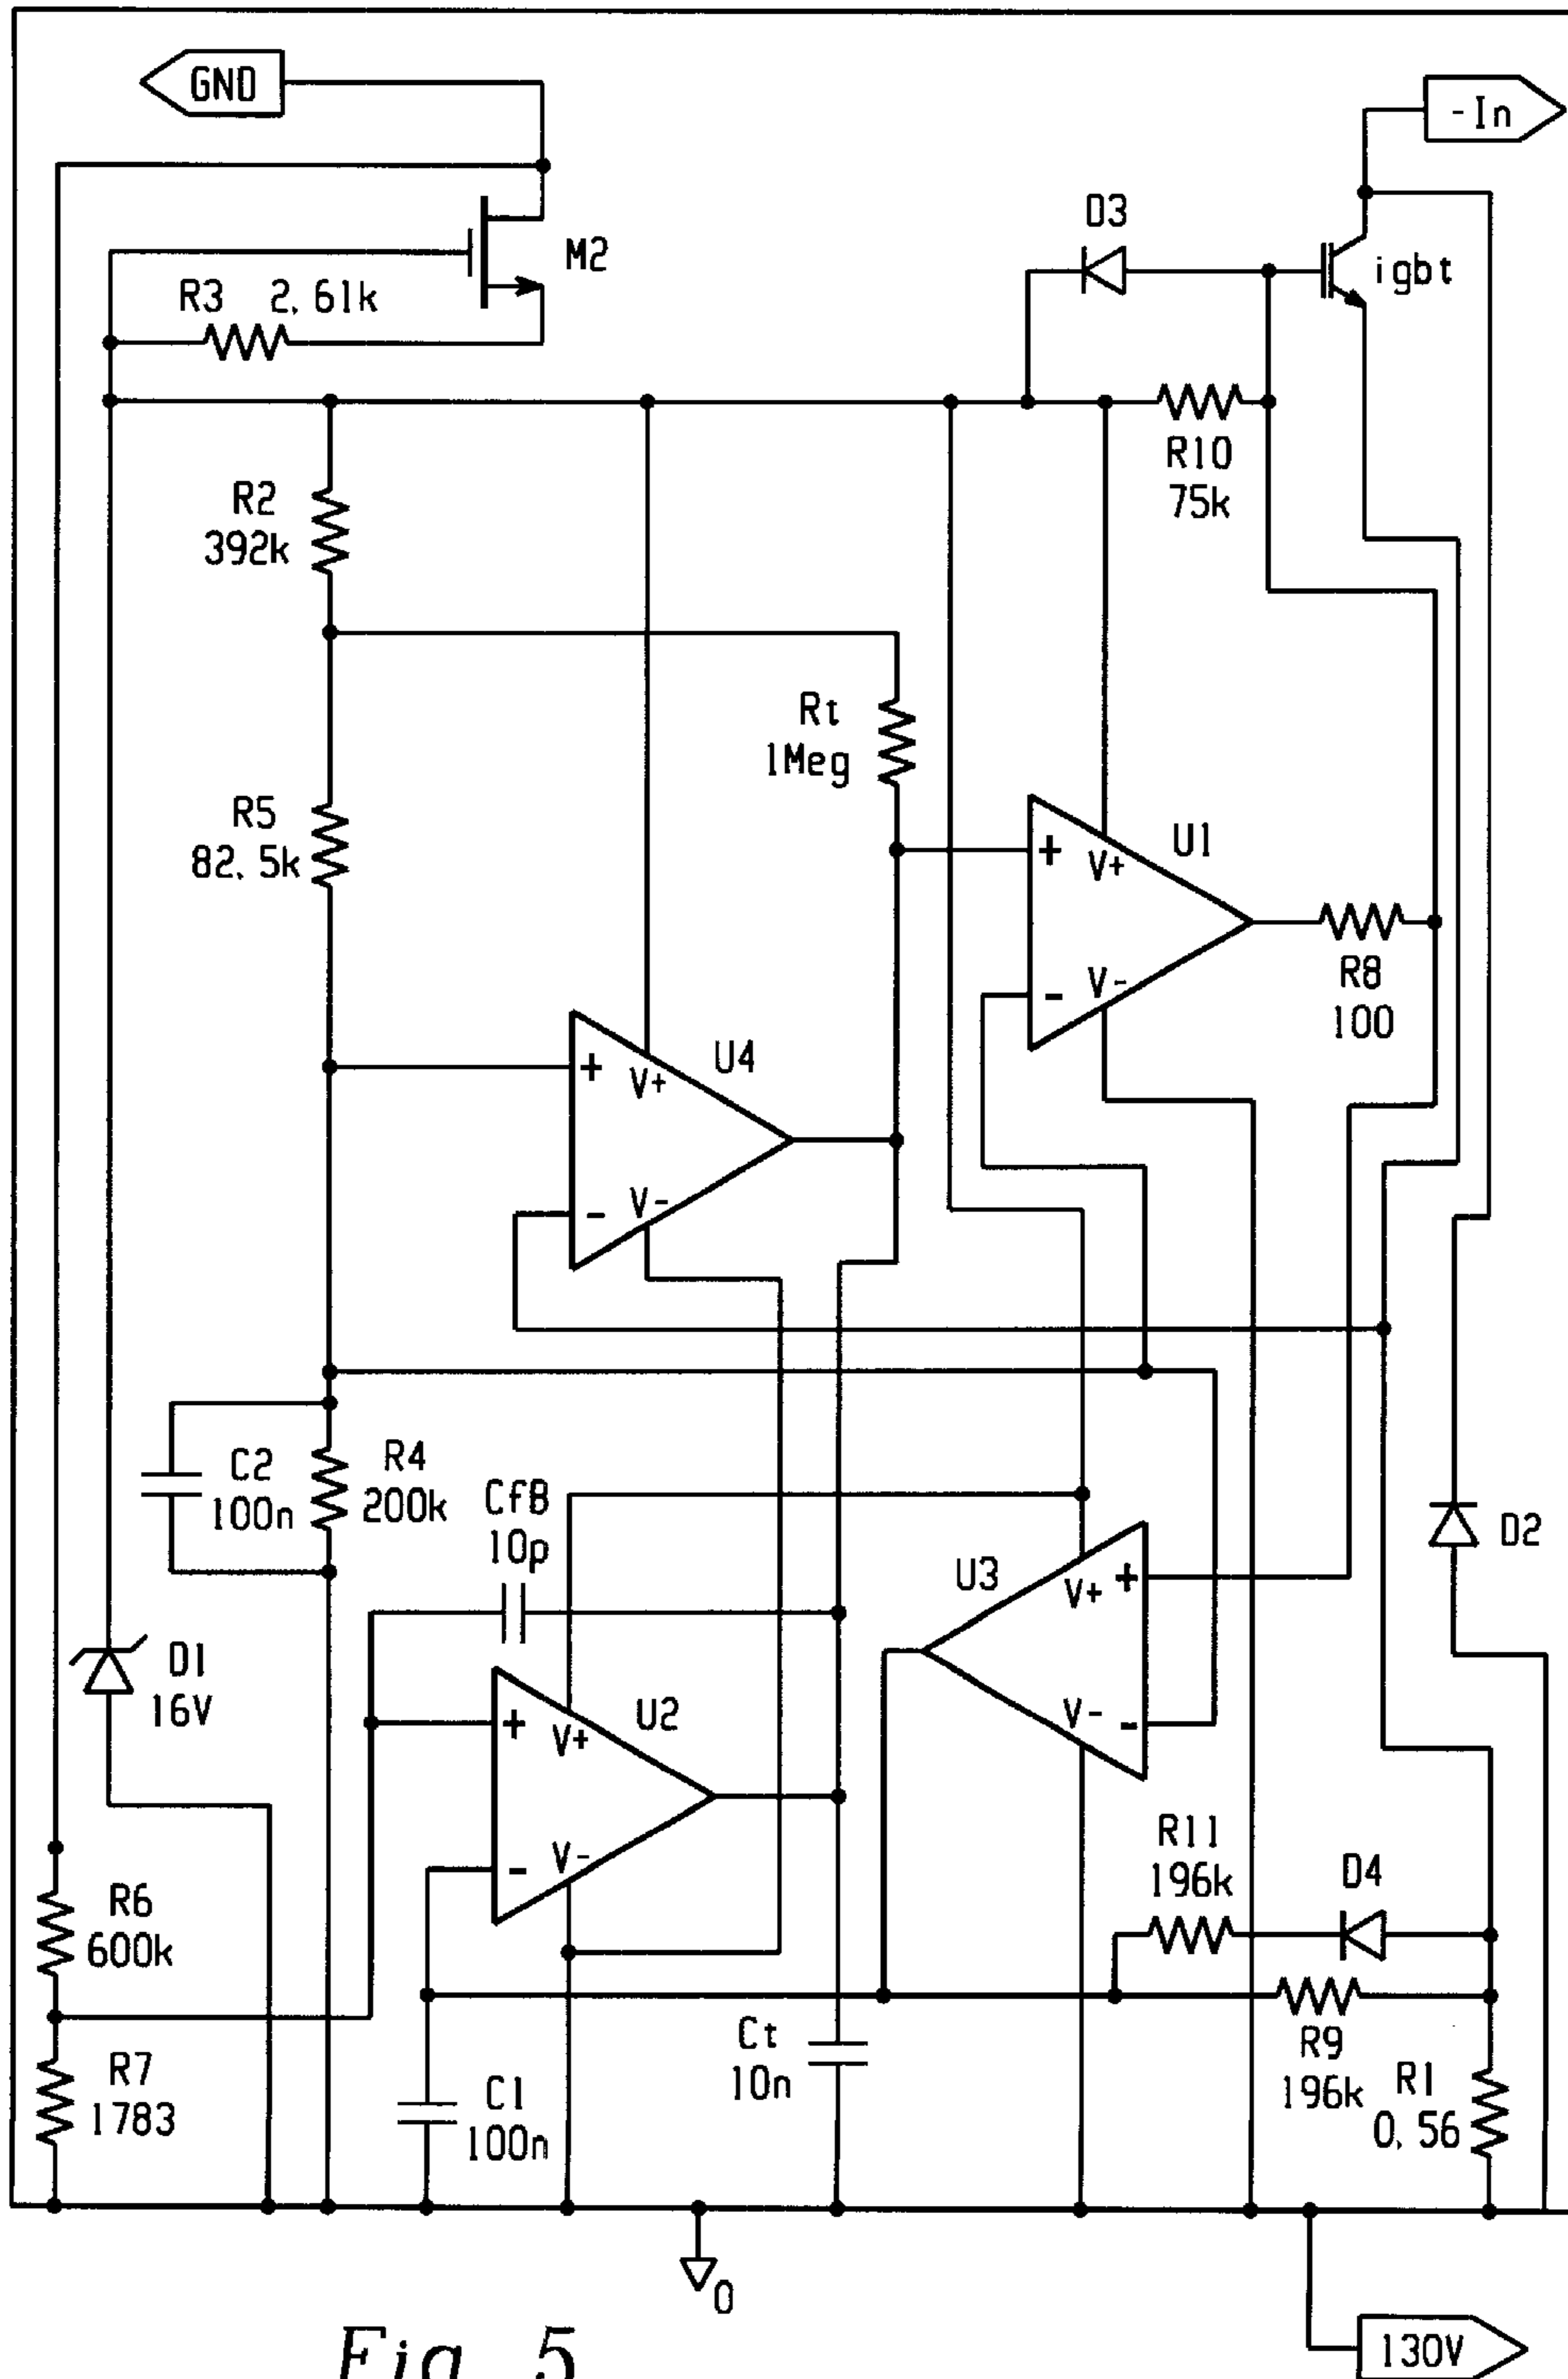 GND
-In
D3
M2
igbt
R3 2,61k
R10
75k
R2
392k
Rt
1Meg
R5
82,5k
+
V+
U1
V-
-
R8
100
+
V+
U4
V-
-
C2
100n
R4
200k
CfB
10p
D2
U3
V+
+
V-
-
D1
16V
+
V+
U2
V-
-
R11
196k
D4
R6
600k
R9
196k
R7
1783
C1
100n
Ct
10n
R1
0,56
0
130V
Fig 5